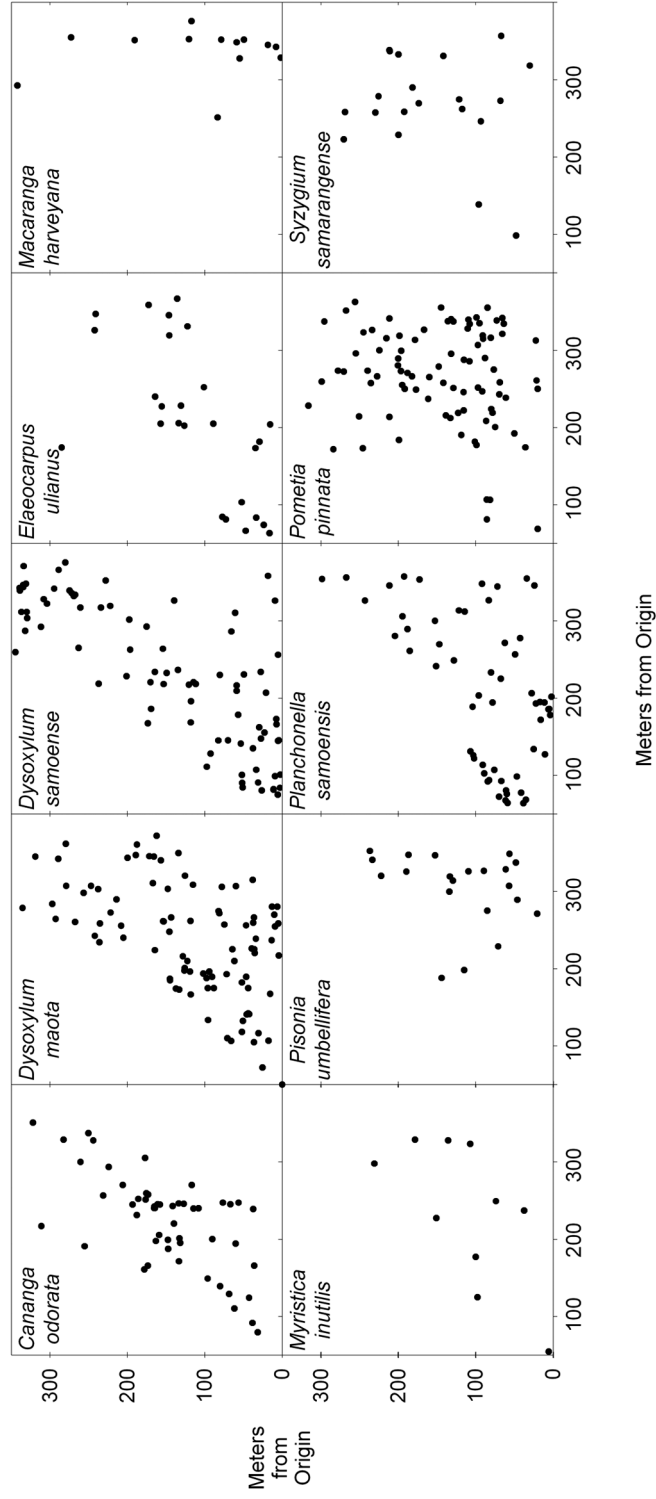 Cananga
odorata
Dysoxylum
maota
Dysoxylum
samoense
Elaeocarpus
ulianus
Macaranga
harveyana
300
200
100
0
Meters
from
Origin
Myristica
inutilis
Pisonia
umbellifera
Planchonella
samoensis
Pometia
pinnata
Syzygium
samarangense
300
200
100
0
100
200
300
100
200
300
100
200
300
100
200
300
100
200
300
Meters from Origin